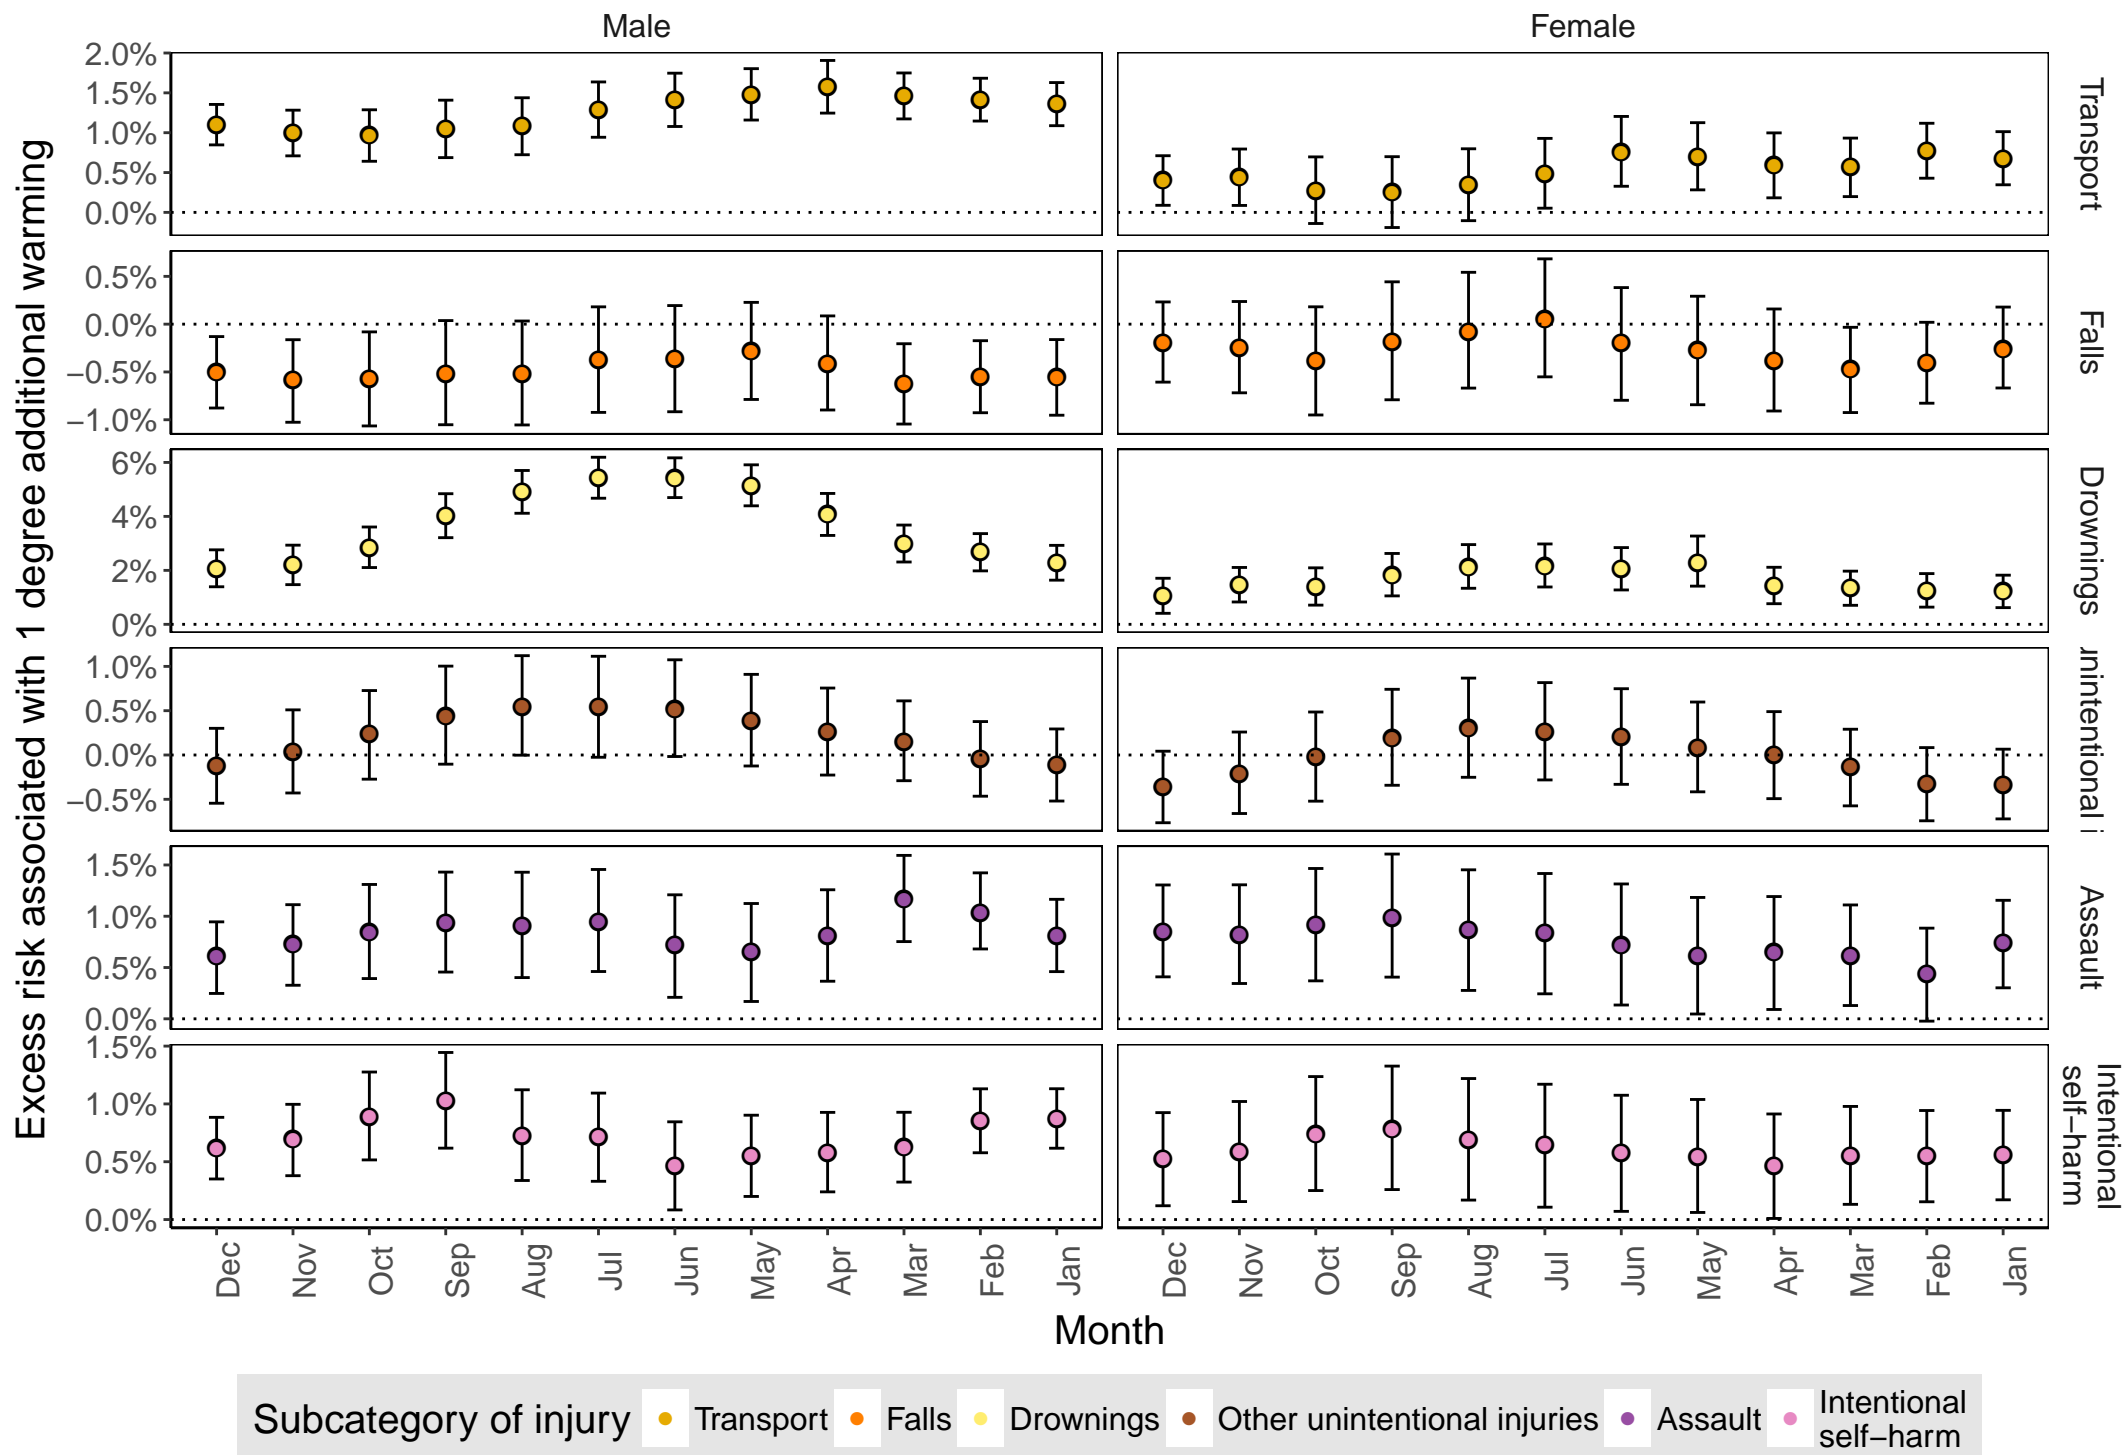 Male Female
Excess risk associated with 1 degree additional warming
2.0%
1.5%
1.0%
0.5%
0.0%
Transport
0.5%
0.0%
−0.5%
−1.0%
Falls
6%
4%
2%
0%
Drownings
1.0%
0.5%
0.0%
−0.5%
nintentional i
1.5%
1.0%
0.5%
0.0%
Assault
1.5%
1.0%
0.5%
0.0%
Intentional
self−harm
Dec Nov Oct Sep Aug Jul Jun May Apr Mar Feb Jan Dec Nov Oct Sep Aug Jul Jun May Apr Mar Feb Jan
Month
Subcategory of injury Transport Falls Drownings Other unintentional injuries Assault Intentional
self−harm